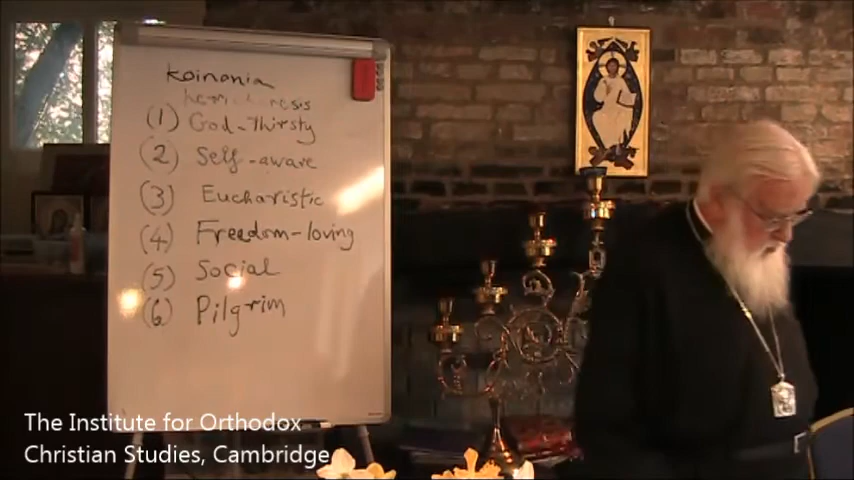 Koinonia
(1) God-thirsty
(2) Self-aware
(3) Eucharistic
(4) Freedom-loving
(5) Social
(6) Pilgrim
The Institute for Orthodox
Christian Studies, Cambridge